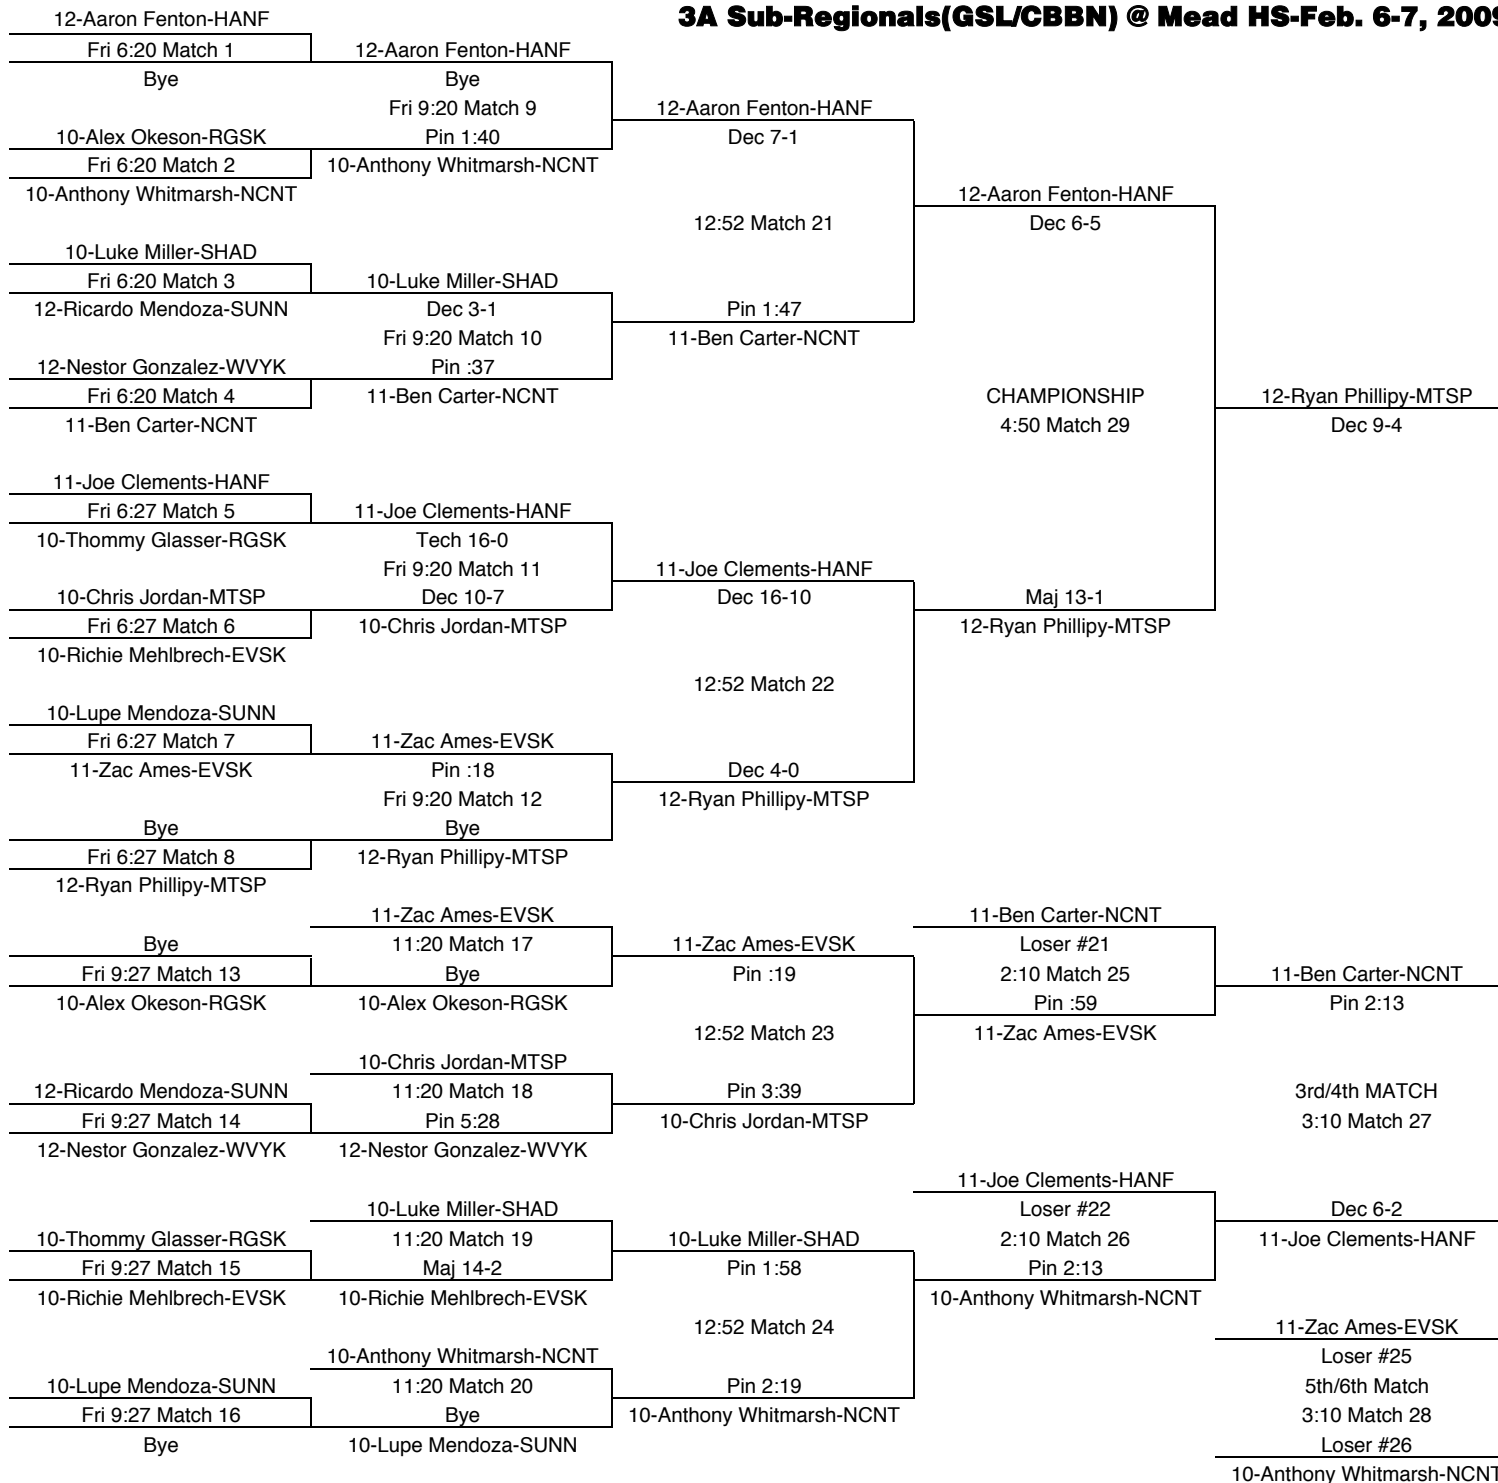 3A Sub-Regionals(GSL/CBBN) @ Mead HS-Feb. 6-7, 2009
12-Aaron Fenton-HANF
Fri 6:20 Match 1
Bye
10-Alex Okeson-RGSK
Fri 6:20 Match 2
10-Anthony Whitmarsh-NCNT
10-Luke Miller-SHAD
Fri 6:20 Match 3
12-Ricardo Mendoza-SUNN
12-Nestor Gonzalez-WVYK
Fri 6:20 Match 4
11-Ben Carter-NCNT
11-Joe Clements-HANF
Fri 6:27 Match 5
10-Thommy Glasser-RGSK
10-Chris Jordan-MTSP
Fri 6:27 Match 6
10-Richie Mehlbrech-EVSK
10-Lupe Mendoza-SUNN
Fri 6:27 Match 7
11-Zac Ames-EVSK
Bye
Fri 6:27 Match 8
12-Ryan Phillipy-MTSP
12-Aaron Fenton-HANF
Bye
Fri 9:20 Match 9
Pin 1:40
10-Anthony Whitmarsh-NCNT
10-Luke Miller-SHAD
Dec 3-1
Fri 9:20 Match 10
Pin :37
11-Ben Carter-NCNT
11-Joe Clements-HANF
Tech 16-0
Fri 9:20 Match 11
Dec 10-7
10-Chris Jordan-MTSP
11-Zac Ames-EVSK
Pin :18
Fri 9:20 Match 12
Bye
12-Ryan Phillipy-MTSP
12-Aaron Fenton-HANF
Dec 7-1
12:52 Match 21
Pin 1:47
11-Ben Carter-NCNT
11-Joe Clements-HANF
Dec 16-10
12:52 Match 22
Dec 4-0
12-Ryan Phillipy-MTSP
12-Aaron Fenton-HANF
Dec 6-5
CHAMPIONSHIP
4:50 Match 29
Maj 13-1
12-Ryan Phillipy-MTSP
12-Ryan Phillipy-MTSP
Dec 9-4
Bye
Fri 9:27 Match 13
10-Alex Okeson-RGSK
12-Ricardo Mendoza-SUNN
Fri 9:27 Match 14
12-Nestor Gonzalez-WVYK
10-Thommy Glasser-RGSK
Fri 9:27 Match 15
10-Richie Mehlbrech-EVSK
10-Lupe Mendoza-SUNN
Fri 9:27 Match 16
Bye
11-Zac Ames-EVSK
11:20 Match 17
Bye
10-Alex Okeson-RGSK
10-Chris Jordan-MTSP
11:20 Match 18
Pin 5:28
12-Nestor Gonzalez-WVYK
10-Luke Miller-SHAD
11:20 Match 19
Maj 14-2
10-Richie Mehlbrech-EVSK
10-Anthony Whitmarsh-NCNT
11:20 Match 20
Bye
10-Lupe Mendoza-SUNN
11-Zac Ames-EVSK
Pin :19
12:52 Match 23
Pin 3:39
10-Chris Jordan-MTSP
10-Luke Miller-SHAD
Pin 1:58
12:52 Match 24
Pin 2:19
10-Anthony Whitmarsh-NCNT
11-Ben Carter-NCNT
Loser #21
2:10 Match 25
Pin :59
11-Zac Ames-EVSK
11-Joe Clements-HANF
Loser #22
2:10 Match 26
Pin 2:13
10-Anthony Whitmarsh-NCNT
11-Ben Carter-NCNT
Pin 2:13
3rd/4th MATCH
3:10 Match 27
Dec 6-2
11-Joe Clements-HANF
11-Zac Ames-EVSK
Loser #25
5th/6th Match
3:10 Match 28
Loser #26
10-Anthony Whitmarsh-NCNT